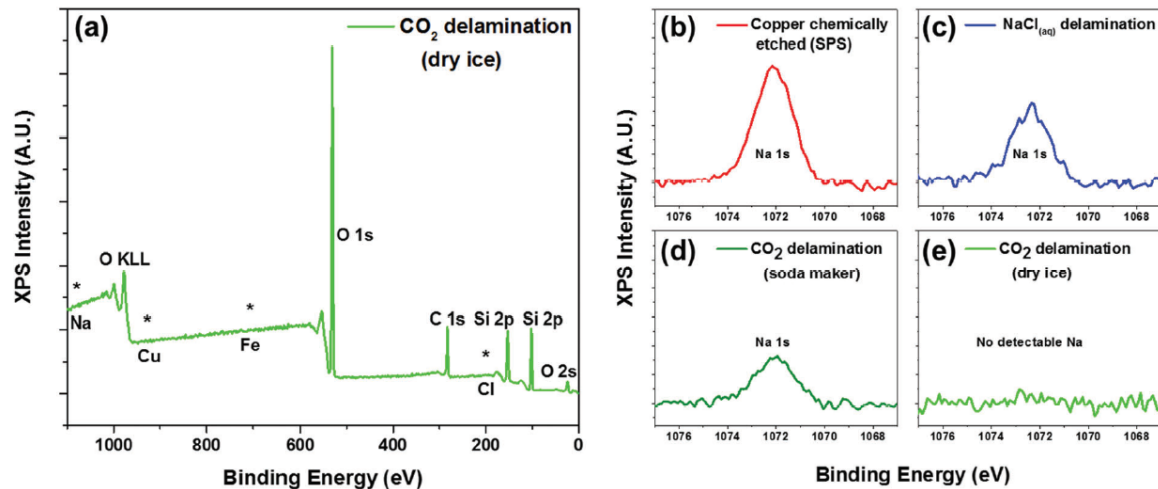 (a)
CO2 delamination
(dry ice)
XPS Intensity (A.U.)
* Na
O KLL
* Cu
* Fe
O 1s
C 1s
Si 2p
Si 2p
* Cl
O 2s
1000 800 600 400 200 0
Binding Energy (eV)
XPS Intensity (A.U.)
(b)
Copper chemically
etched (SPS)
Na 1s
1076 1074 1072 1070 1068
(c)
NaCl(aq) delamination
Na 1s
1076 1074 1072 1070 1068
(d)
CO2 delamination
(soda maker)
Na 1s
1076 1074 1072 1070 1068
(e)
CO2 delamination
(dry ice)
No detectable Na
1076 1074 1072 1070 1068
Binding Energy (eV)